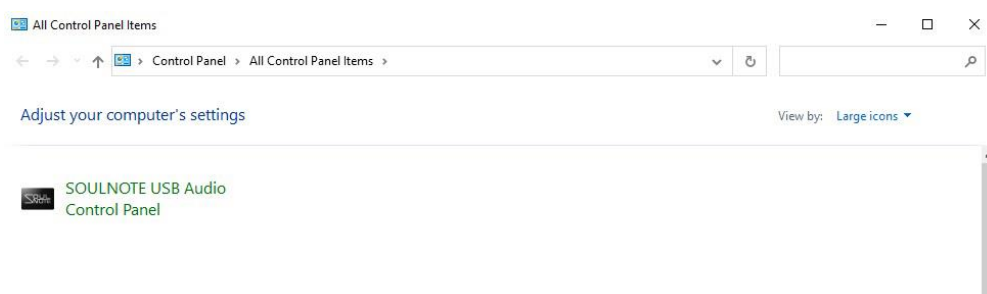 All Control Panel Items
Control Panel > All Control Panel Items >
Adjust your computer's settings
View by: Large icons
SOULNOTE USB Audio
Control Panel